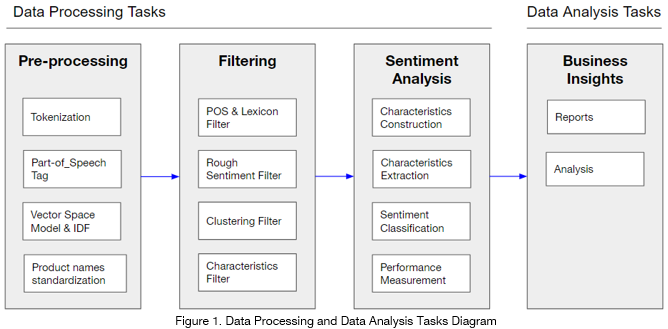 Data Processing Tasks
Data Analysis Tasks
Pre-processing
Tokenization
Part-of_Speech
Tag
Vector Space
Model & IDF
Product names
standardization
Filtering
POS & Lexicon
Filter
Rough
Sentiment Filter
Clustering Filter
Characteristics
Filter
Sentiment
Analysis
Characteristics
Construction
Characteristics
Extraction
Sentiment
Classification
Performance
Measurement
Business
Insights
Reports
Analysis
Figure 1. Data Processing and Data Analysis Tasks Diagram